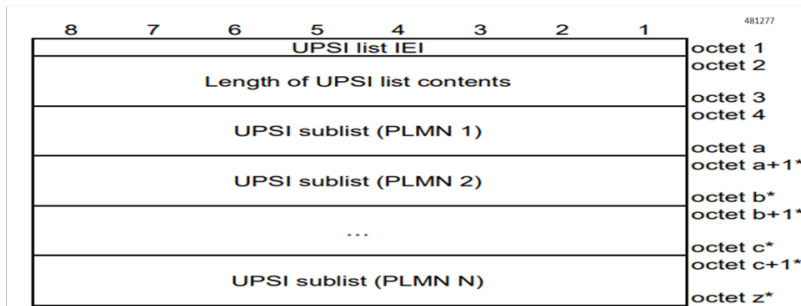 481277
8 7 6 5 4 3 2 1
UPSI list IEI octet 1
octet 2
Length of UPSI list contents
octet 3
octet 4
UPSI sublist (PLMN 1)
octet a
octet a+1*
UPSI sublist (PLMN 2)
octet b*
octet b+1*
...
octet c*
octet c+1*
UPSI sublist (PLMN N)
octet z*